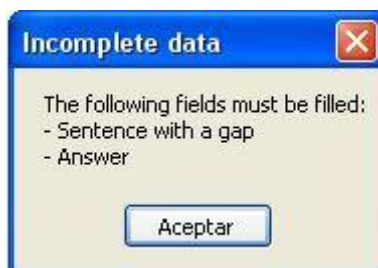 Incomplete data
The following fields must be filled:
- Sentence with a gap
- Answer
Aceptar